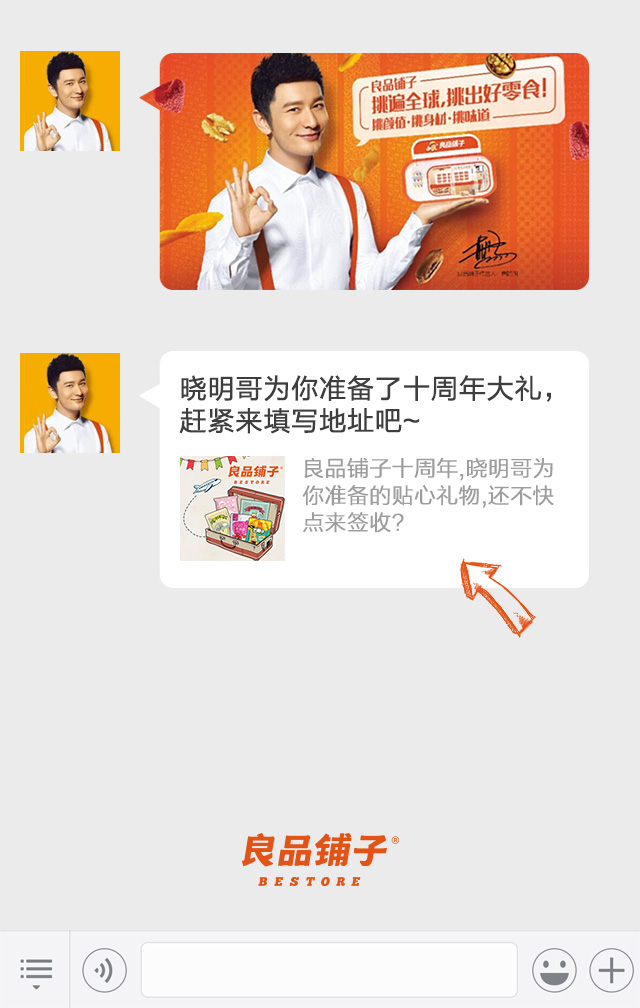 良品铺子
挑遍全球,挑出好零食!
挑颜值·挑身材·挑味道
良品铺子
晓明哥为你准备了十周年大礼，
赶紧来填写地址吧~
良品铺子®
BESTORE
良品铺子十周年,晓明哥为
你准备的贴心礼物,还不快
点来签收?
良品铺子®
BESTORE